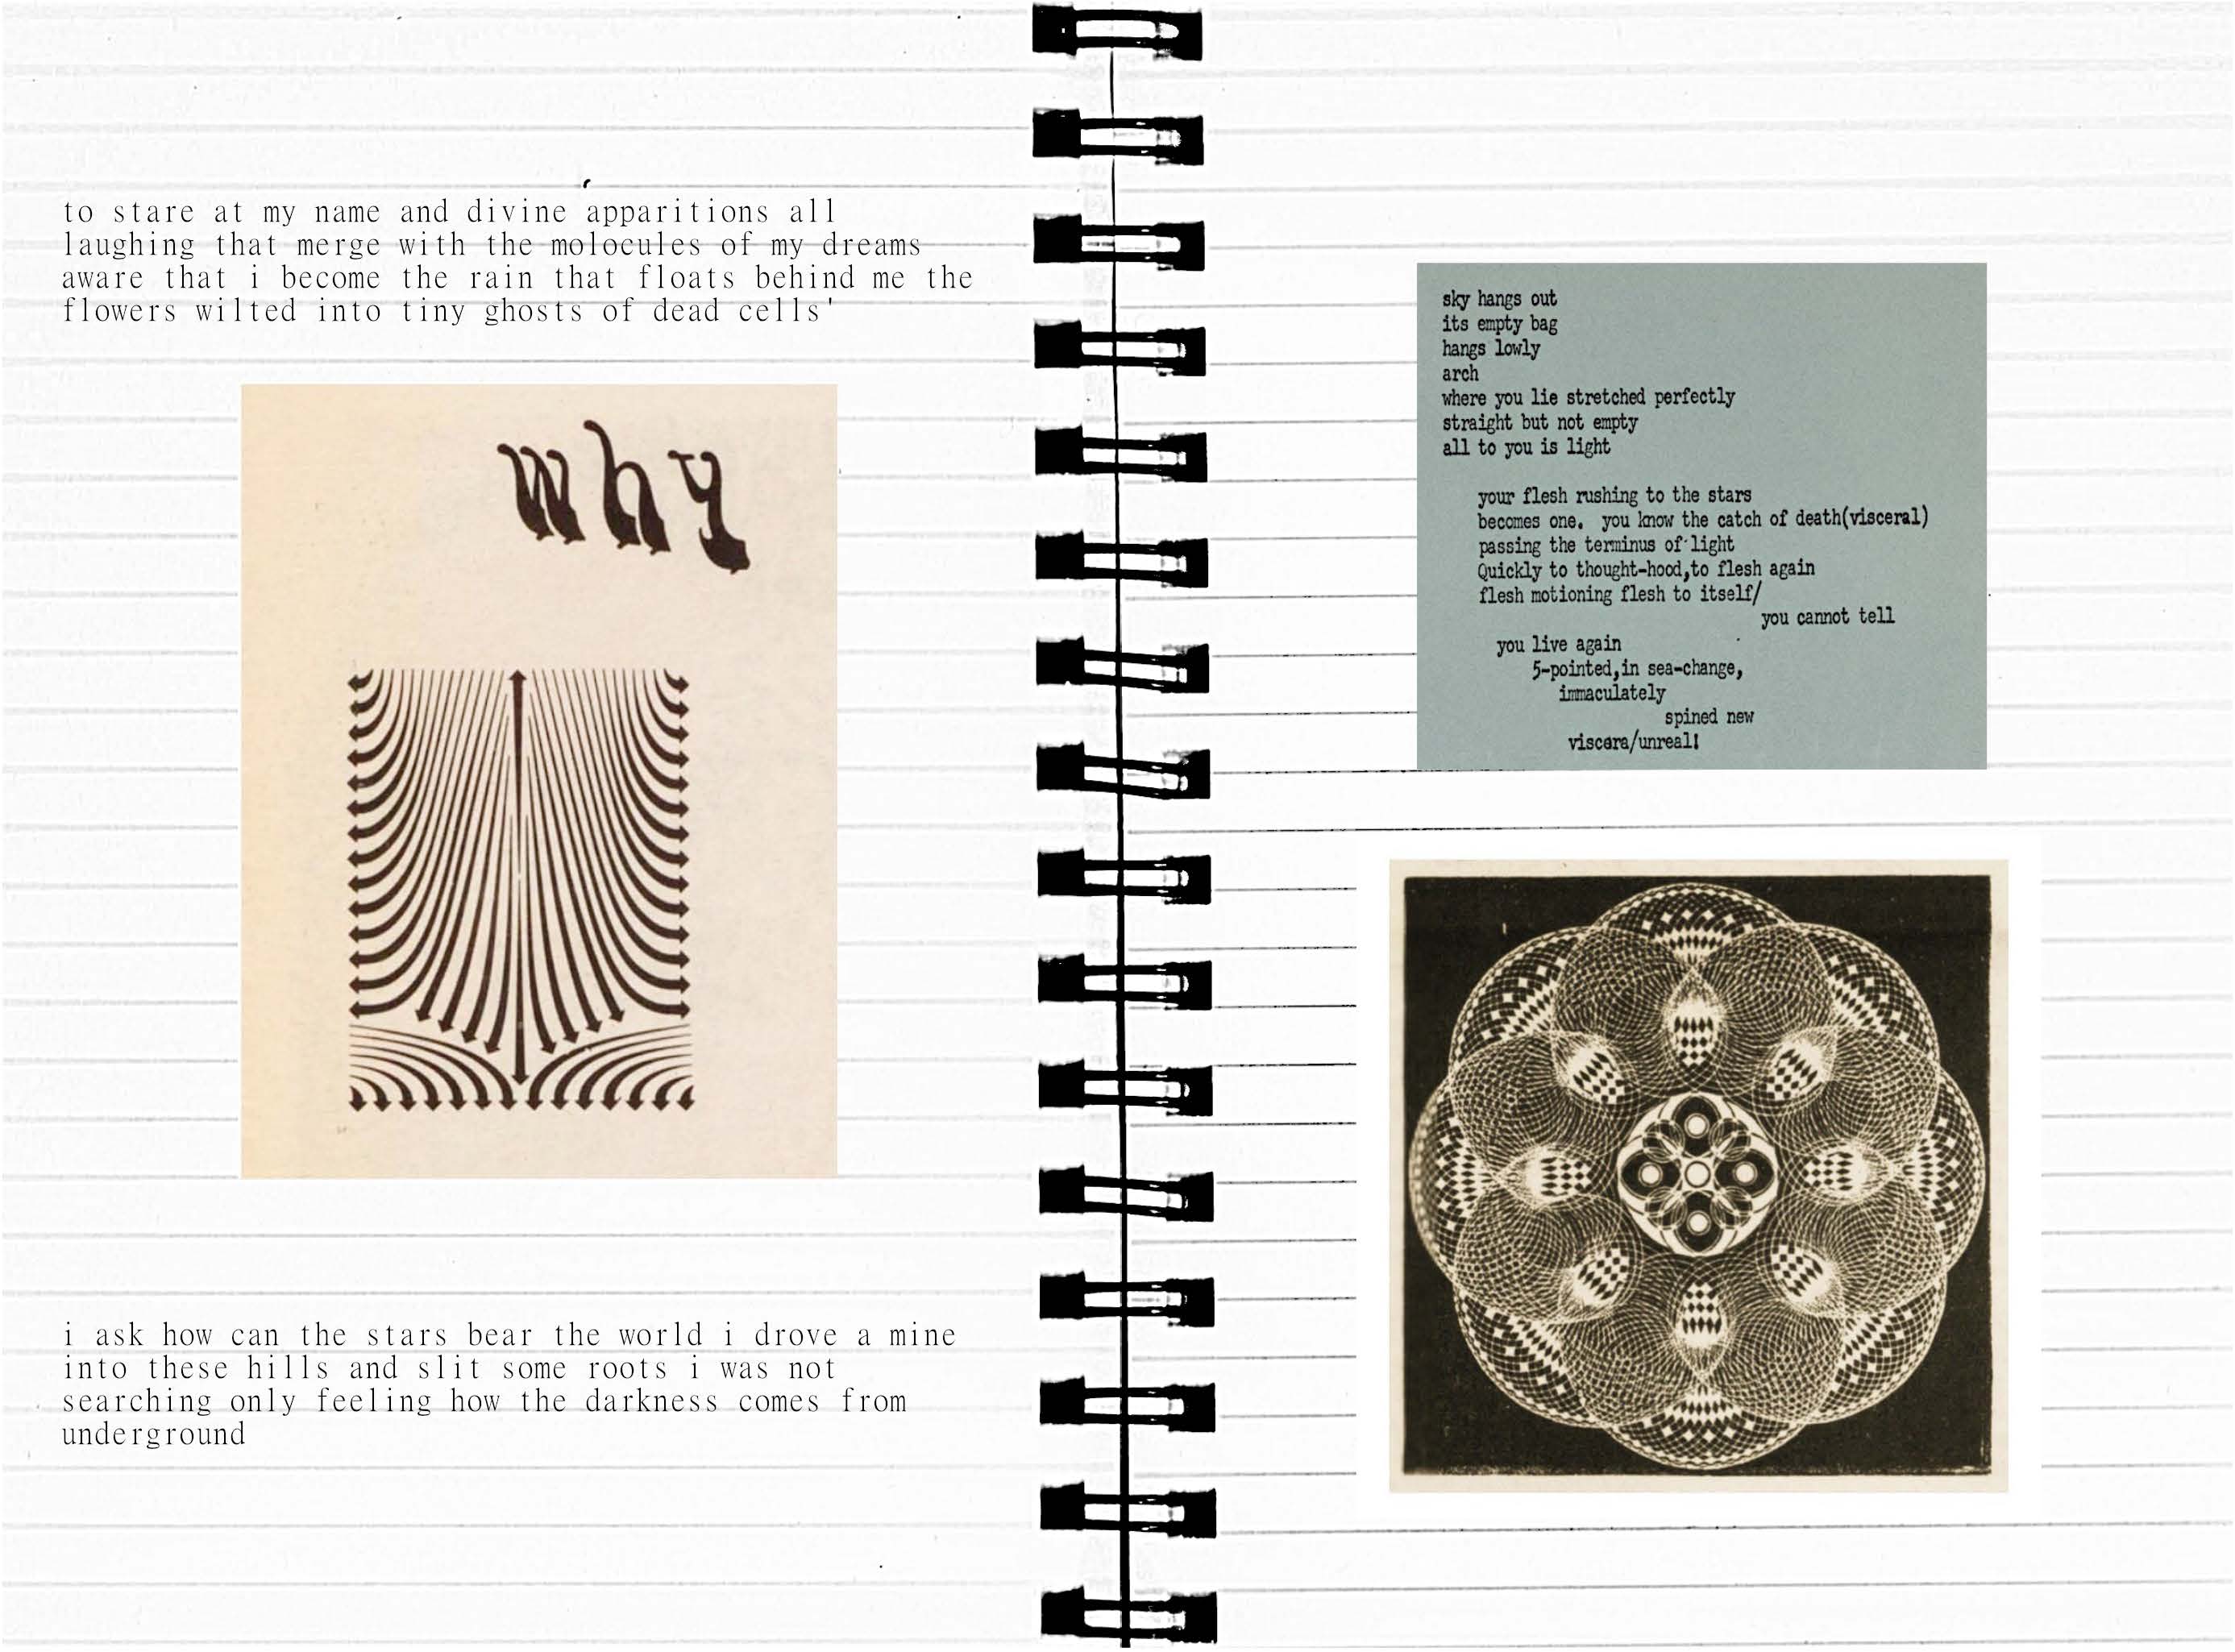 to stare at my name and divine apparitions all
laughing that merge with the molocules of my dreams
aware that i become the rain that floats behind me the
flowers wilted into tiny ghosts of dead cells'
why
i ask how can the stars bear the world i drove a mine
into these hills and slit some roots i was not
searching only feeling how the darkness comes from
underground
sky hangs out
its empty bag
hangs lowly
arch
where you lie stretched perfectly
straight but not empty
all to you is light
your flesh rushing to the stars
becomes one. you know the catch of death(visceral)
passing the terminus of light
Quickly to thought-hood,to flesh again
flesh motioning flesh to itself/
you cannot tell
you live again
5-pointed,in sea-change,
immaculately
spined new
viscera/unreal!